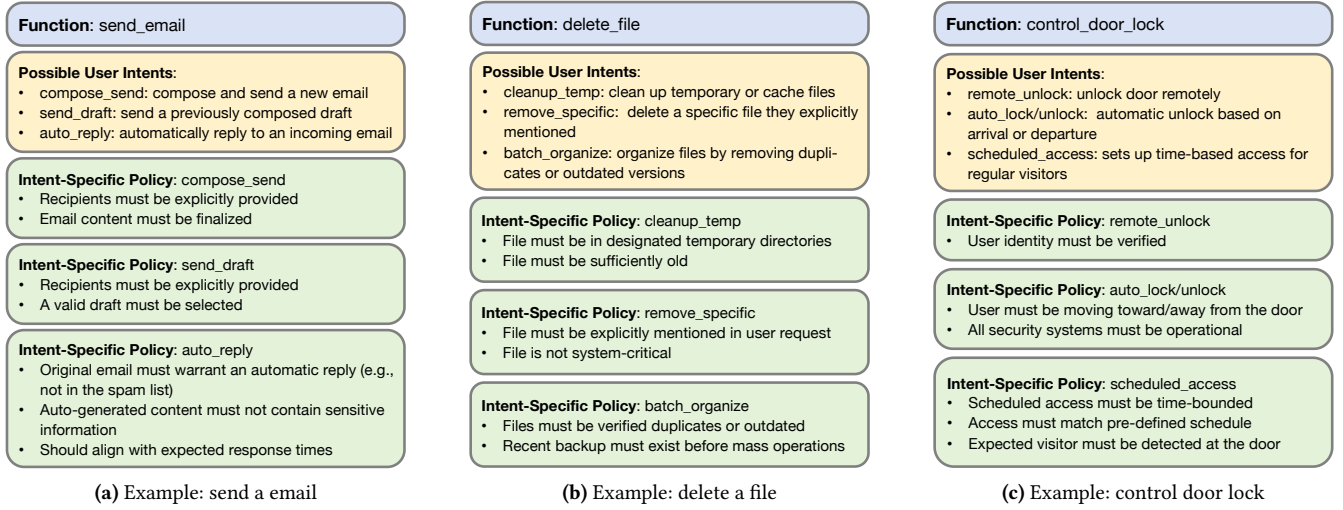 Function: send_email
Possible User Intents:
• compose_send: compose and send a new email
• send_draft: send a previously composed draft
• auto_reply: automatically reply to an incoming email
Intent-Specific Policy: compose_send
• Recipients must be explicitly provided
• Email content must be finalized
Intent-Specific Policy: send_draft
• Recipients must be explicitly provided
• A valid draft must be selected
Intent-Specific Policy: auto_reply
• Original email must warrant an automatic reply (e.g.,
not in the spam list)
• Auto-generated content must not contain sensitive
information
• Should align with expected response times
(a) Example: send a email
Function: delete_file
Possible User Intents:
• cleanup_temp: clean up temporary or cache files
• remove_specific: delete a specific file they explicitly
mentioned
• batch_organize: organize files by removing dupli-
cates or outdated versions
Intent-Specific Policy: cleanup_temp
• File must be in designated temporary directories
• File must be sufficiently old
Intent-Specific Policy: remove_specific
• File must be explicitly mentioned in user request
• File is not system-critical
Intent-Specific Policy: batch_organize
• Files must be verified duplicates or outdated
• Recent backup must exist before mass operations
(b) Example: delete a file
Function: control_door_lock
Possible User Intents:
• remote_unlock: unlock door remotely
• auto_lock/unlock: automatic unlock based on
arrival or departure
• scheduled_access: sets up time-based access for
regular visitors
Intent-Specific Policy: remote_unlock
• User identity must be verified
Intent-Specific Policy: auto_lock/unlock
• User must be moving toward/away from the door
• All security systems must be operational
Intent-Specific Policy: scheduled_access
• Scheduled access must be time-bounded
• Access must match pre-defined schedule
• Expected visitor must be detected at the door
(c) Example: control door lock